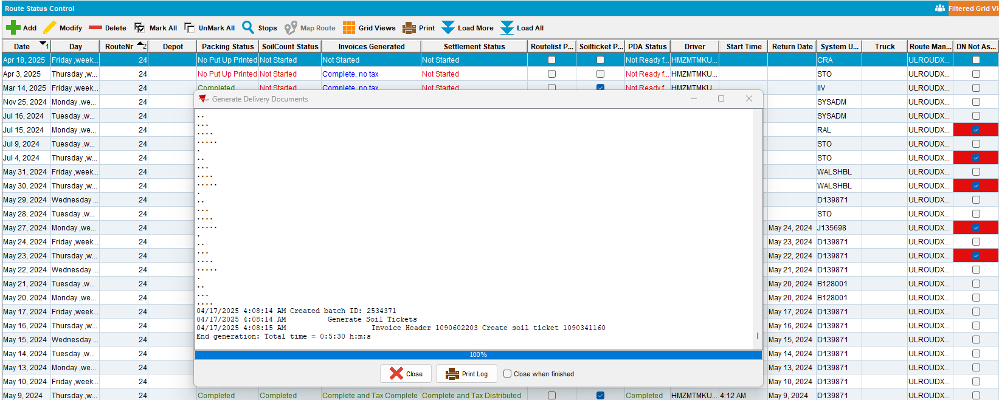 Route Status Control Filtered Grid Vi
Add Modify Delete Mark All UnMark All Stops Map Route Grid Views Print Load More Load All
Date 1 Day RouteNr 2 Depot Packing Status SoilCount Status Invoices Generated Settlement Status Routelist P... Soilticket P... PDA Status Driver Start Time Return Date System U... Truck Route Man... DN Not As...
Apr 18, 2025 Friday ,week... 24 No Put Up Printed Not Started Not Started Not Started Not Ready f... HMZMTMKU... CRA ULROUDX...
Apr 3, 2025 Thursday ,w... 24 No Put Up Printed Not Started Complete, no tax Not Started Not Ready f... HMZMTMKU... STO ULROUDX...
Mar 14, 2025 Friday ,week... 24 Completed Not Started Complete, no tax Not Started Not Ready f... HMZMTMKU... IIV ULROUDX...
Nov 25, 2024 Monday ,we... 24 SYSADM ULROUDX...
Jul 16, 2024 Tuesday ,w... 24 SYSADM ULROUDX...
Jul 15, 2024 Monday ,we... 24 RAL ULROUDX...
Jul 9, 2024 Tuesday ,w... 24 STO ULROUDX...
Jul 4, 2024 Thursday ,w... 24 STO ULROUDX...
May 31, 2024 Friday ,week... 24 WALSHBL ULROUDX...
May 30, 2024 Thursday ,w... 24 WALSHBL ULROUDX...
May 29, 2024 Wednesday ... 24 D139871 ULROUDX...
May 28, 2024 Tuesday ,w... 24 STO ULROUDX...
May 27, 2024 Monday ,we... 24 May 24, 2024 J135698 ULROUDX...
May 24, 2024 Friday ,week... 24 May 23, 2024 D139871 ULROUDX...
May 23, 2024 Thursday ,w... 24 May 22, 2024 D139871 ULROUDX...
May 22, 2024 Wednesday ... 24 May 21, 2024 D139871 ULROUDX...
May 21, 2024 Tuesday ,w... 24 May 20, 2024 B128001 ULROUDX...
May 20, 2024 Monday ,we... 24 May 20, 2024 B128001 ULROUDX...
May 17, 2024 Friday ,week... 24 May 17, 2024 D139871 ULROUDX...
May 16, 2024 Thursday ,w... 24 May 16, 2024 D139871 ULROUDX...
May 15, 2024 Wednesday ... 24 May 15, 2024 D139871 ULROUDX...
May 14, 2024 Tuesday ,w... 24 May 14, 2024 D139871 ULROUDX...
May 13, 2024 Monday ,we... 24 May 13, 2024 D139871 ULROUDX...
May 10, 2024 Friday ,week... 24 May 10, 2024 D139871 ULROUDX...
May 9, 2024 Thursday ,w... 24 Completed Completed Complete and Tax Complete Complete and Tax Distributed Completed HMZMTMKU... 4:12 AM May 9, 2024 D139871 ULROUDX...
Generate Delivery Documents
..
...
....
.....
.
..
...
....
.....
.
..
...
....
.....
.
..
...
....
.....
.
..
...
....
04/17/2025 4:08:14 AM Created batch ID: 2534371
04/17/2025 4:08:14 AM Generate Soil Tickets
04/17/2025 4:08:15 AM Invoice Header 1090602203 Create soil ticket 1090341160
End generation: Total time = 0:5:30 h:m:s
100%
Close Print Log Close when finished